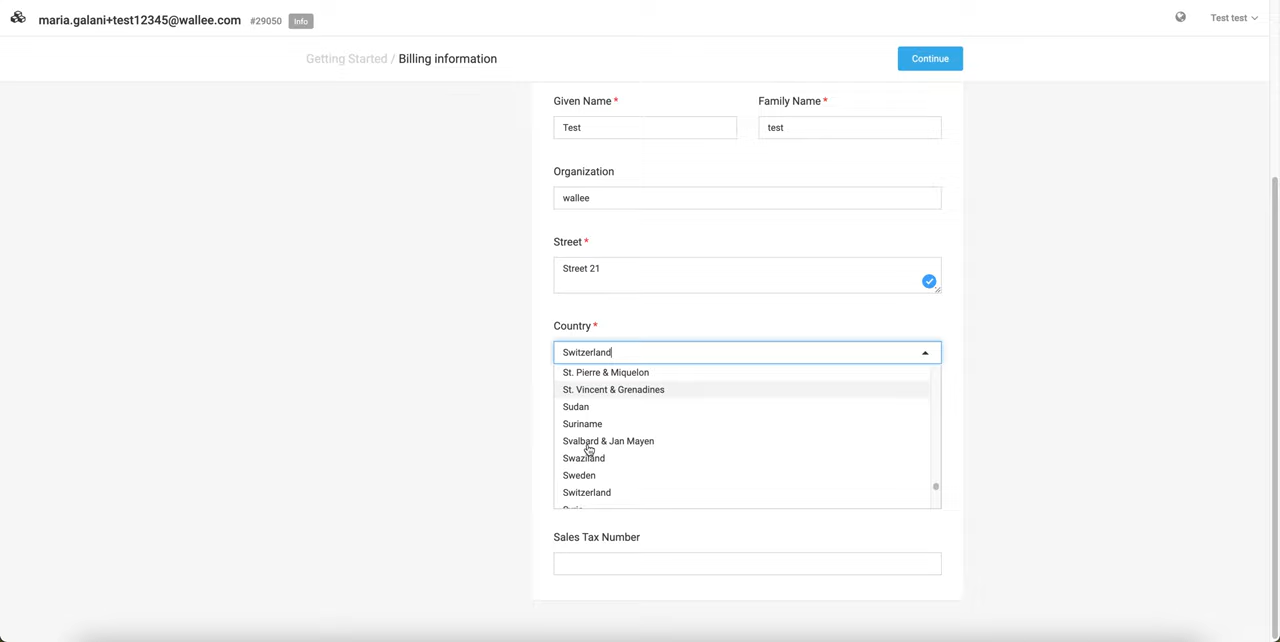 maria.galani+test12345@wallee.com #29050 Info Test test
Getting Started / Billing information Continue
Given Name * Family Name *
Test test
Organization
wallee
Street *
Street 21
Country *
Switzerland
St. Pierre & Miquelon
St. Vincent & Grenadines
Sudan
Suriname
Svalbard & Jan Mayen
Swaziland
Sweden
Switzerland
Sales Tax Number